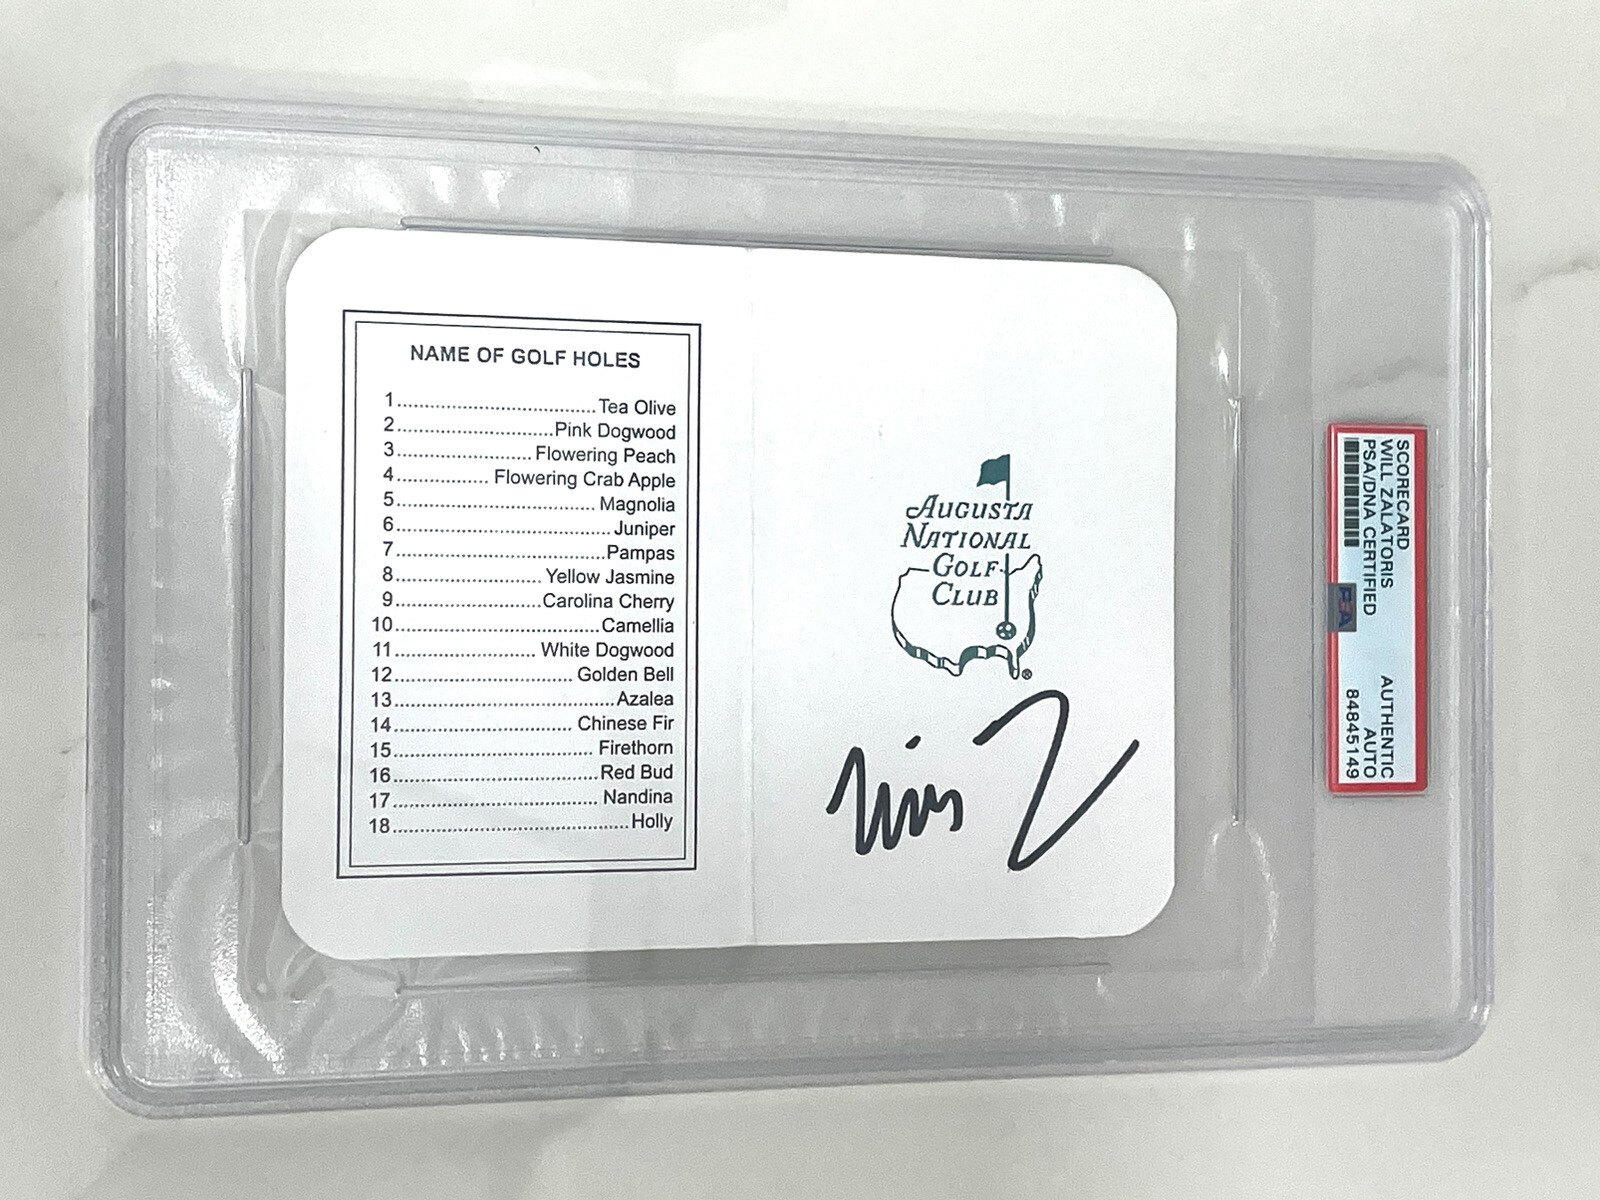 NAME OF GOLF HOLES
1........................................Tea Olive
2................................Pink Dogwood
3...........................Flowering Peach
4.................. Flowering Crab Apple
5........................................ Magnolia
6...........................................Juniper
7..........................................Pampas
8............................. Yellow Jasmine
9.............................Carolina Cherry
10.........................................Camellia
11............................ White Dogwood
12.................................... Golden Bell
13............................................Azalea
14.................................... Chinese Fir
15........................................ Firethorn
16.........................................Red Bud
17......................................... Nandina
18...............................................Holly
AUGUSTA
NATIONAL
GOLF
CLUB
®
Will Z
SCORECARD
WILL ZALATORIS
PSA/DNA CERTIFIED
AUTHENTIC
AUTO
84845149
PSA